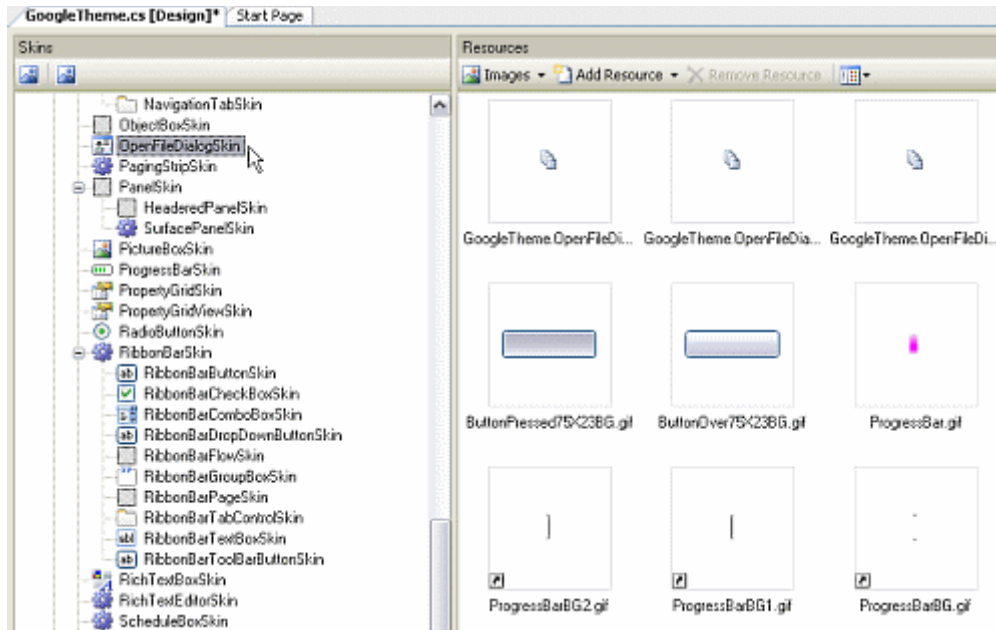 GoogleTheme.cs [Design]* Start Page
Skins
NavigationTabSkin
ObjectBoxSkin
OpenFileDialogSkin
PagingStripSkin
PanelSkin
HeaderedPanelSkin
SurfacePanelSkin
PictureBoxSkin
ProgressBarSkin
PropertyGridSkin
PropertyGridViewSkin
RadioButtonSkin
RibbonBarSkin
RibbonBarButtonSkin
RibbonBarCheckBoxSkin
RibbonBarComboBoxSkin
RibbonBarDropDownButtonSkin
RibbonBarFlowSkin
RibbonBarGroupBoxSkin
RibbonBarPageSkin
RibbonBarTabControlSkin
RibbonBarTextBoxSkin
RibbonBarToolBarButtonSkin
RichTextBoxSkin
RichTextEditorSkin
ScheduleBoxSkin
Resources
Images Add Resource Remove Resource
GoogleTheme.OpenFileDi... GoogleTheme.OpenFileDia... GoogleTheme.OpenFileDi...
ButtonPressed75X23BG.gif ButtonOver75X23BG.gif ProgressBar.gif
ProgressBarBG2.gif ProgressBarBG1.gif ProgressBarBG.gif